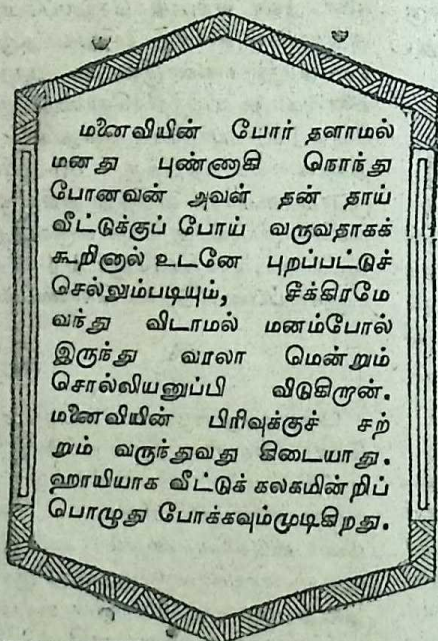 மனைவியின் போர் தளாமல்
மனது புண்ணாகி நொந்து
போனவன் அவள் தன் தாய்
வீட்டுக்குப் போய் வருவதாகக்
கூறினால் உடனே புறப்பட்டுச்
செல்லும்படியும், சீக்கிரமே
வந்து விடாமல் மனம்போல்
இருந்து வரலா மென்றும்
சொல்லியனுப்பி விடுகிறான்.
மனைவியின் பிரிவுக்குச் சற்
றும் வருந்துவது கிடையாது.
ஹாயியாக வீட்டுக் கலகமின்றிப்
பொழுது போக்கவும்முடிகிறது.